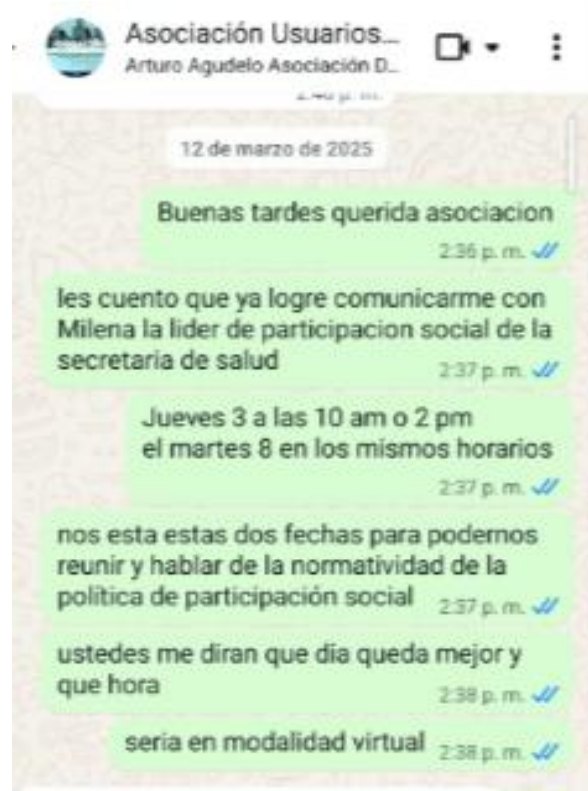 Asociación Usuarios...
Arturo Agudelo Asociación D...
12 de marzo de 2025
Buenas tardes querida asociacion
2:36 p. m.
les cuento que ya logre comunicarme con
Milena la lider de participacion social de la
secretaria de salud
2:37 p. m.
Jueves 3 a las 10 am o 2 pm
el martes 8 en los mismos horarios
2:37 p. m.
nos esta estas dos fechas para podernos
reunir y hablar de la normatividad de la
política de participación social
2:37 p. m.
ustedes me diran que dia queda mejor y
que hora
2:38 p. m.
seria en modalidad virtual
2:38 p. m.